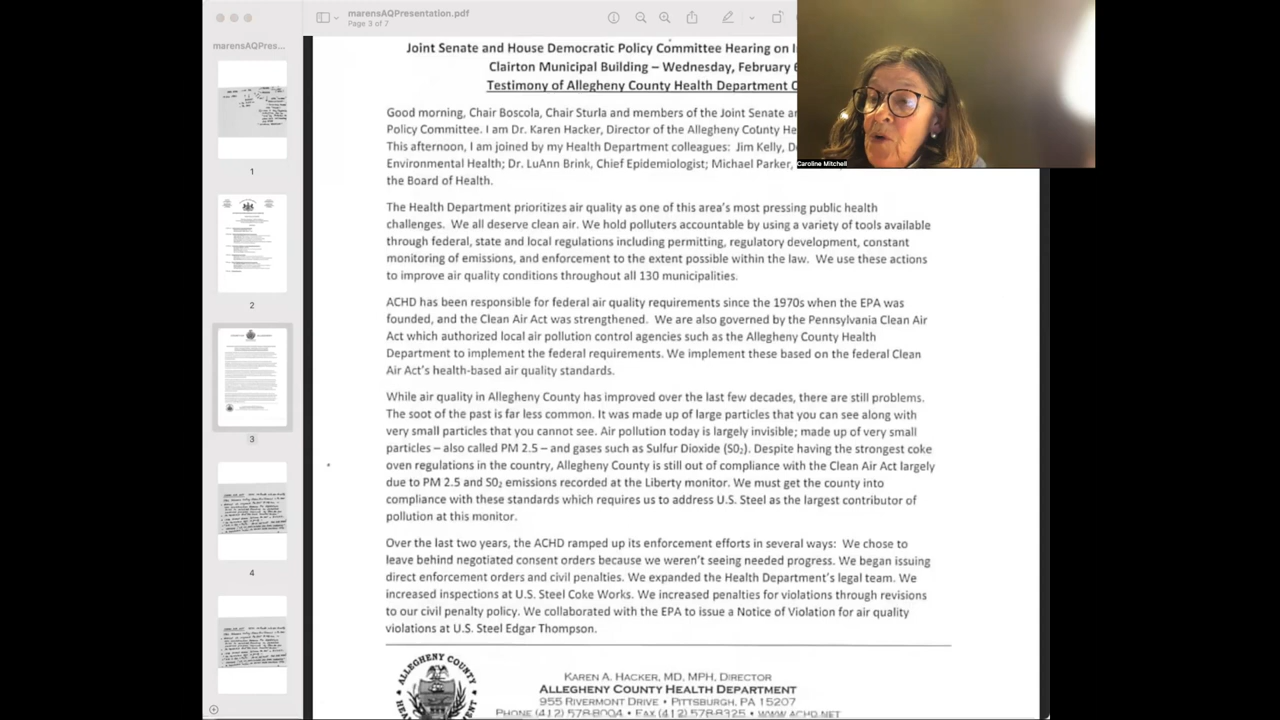 marensAQPresentation.pdf
Page 3 of 7
marensAQPres...
1
2
3
4
Joint Senate and House Democratic Policy Committee Hearing on
Clairton Municipal Building – Wednesday, February
Testimony of Allegheny County Health Department
Good morning, Chair Boscola, Chair Sturla and members of the Joint Senate
Policy Committee. I am Dr. Karen Hacker, Director of the Allegheny County
This afternoon, I am joined by my Health Department colleagues: Jim Kelly,
Environmental Health; Dr. LuAnn Brink, Chief Epidemiologist; Michael Parker,
the Board of Health.
The Health Department prioritizes air quality as one of this area's most pressing public health
challenges. We all deserve clean air. We hold polluters accountable by using a variety of tools available
through federal, state or local regulations including permitting, regulatory development, constant
monitoring of emissions, and enforcement to the extent possible within the law. We use these actions
to improve air quality conditions throughout all 130 municipalities.
ACHD has been responsible for federal air quality requirements since the 1970s when the EPA was
founded, and the Clean Air Act was strengthened. We are also governed by the Pennsylvania Clean Air
Act which authorized local air pollution control agencies such as the Allegheny County Health
Department to implement the federal requirements. We implement these based on the federal Clean
Air Act's health-based air quality standards.
While air quality in Allegheny County has improved over the last few decades, there are still problems.
The soot of the past is far less common. It was made up of large particles that you can see along with
very small particles that you cannot see. Air pollution today is largely invisible; made up of very small
particles – also called PM 2.5 – and gases such as Sulfur Dioxide (S0₂). Despite having the strongest coke
oven regulations in the country, Allegheny County is still out of compliance with the Clean Air Act largely
due to PM 2.5 and S0₂ emissions recorded at the Liberty monitor. We must get the county into
compliance with these standards which requires us to address U.S. Steel as the largest contributor of
pollution at this monitor.
Over the last two years, the ACHD ramped up its enforcement efforts in several ways: We chose to
leave behind negotiated consent orders because we weren't seeing needed progress. We began issuing
direct enforcement orders and civil penalties. We expanded the Health Department's legal team. We
increased inspections at U.S. Steel Coke Works. We increased penalties for violations through revisions
to our civil penalty policy. We collaborated with the EPA to issue a Notice of Violation for air quality
violations at U.S. Steel Edgar Thompson.
ALLEGHENY COUNTY
KAREN A. HACKER, MD, MPH, DIRECTOR
ALLEGHENY COUNTY HEALTH DEPARTMENT
955 RIVERMONT DRIVE • PITTSBURGH, PA 15207
PHONE (412) 578-8004 • FAX (412) 578-8325 • WWW.ACHD.NET
Caroline Mitchell